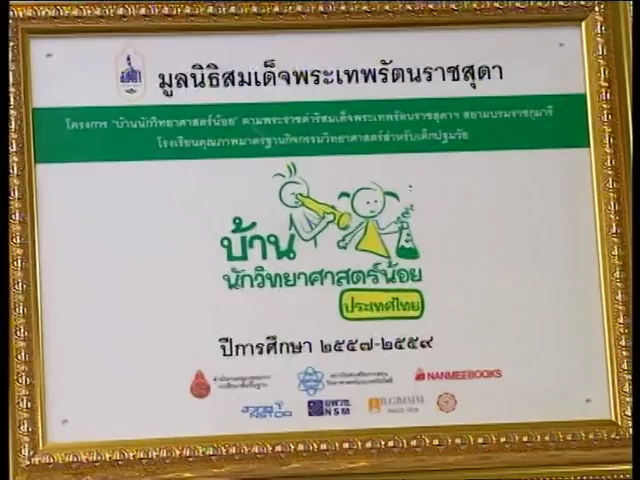 มูลนิธิสมเด็จพระเทพรัตนราชสุดา
โครงการ "บ้านนักวิทยาศาสตร์น้อย" ตามพระราชดำริสมเด็จพระเทพรัตนราชสุดาฯ สยามบรมราชกุมารี
โรงเรียนคุณภาพมาตรฐานกิจกรรมวิทยาศาสตร์สำหรับเด็กปฐมวัย
บ้าน
นักวิทยาศาสตร์น้อย
ประเทศไทย
ปีการศึกษา ๒๕๕๗-๒๕๕๙
NANMEEBOOKS
NSTDA
NSM
B.GRIMM